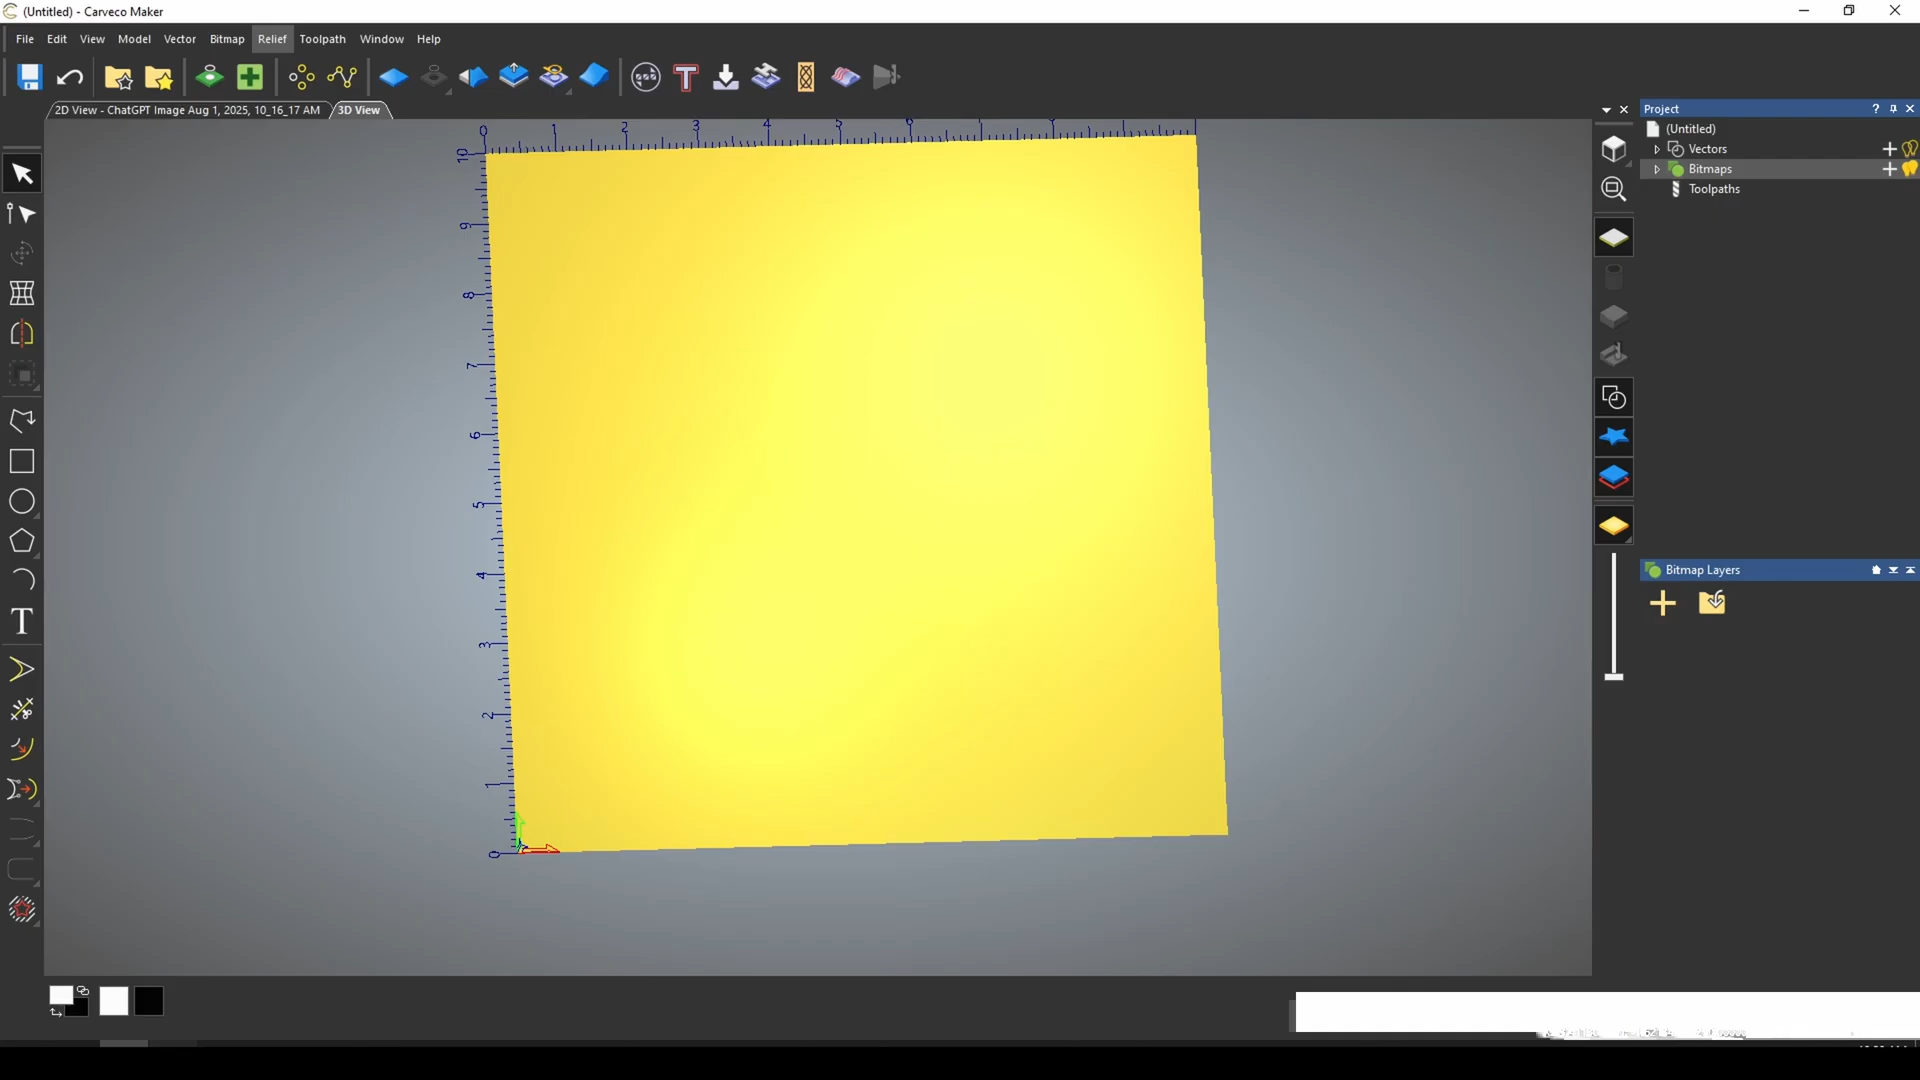 (Untitled) - Carveco Maker
File Edit View Model Vector Bitmap Relief Toolpath Window Help
2D View - ChatGPT Image Aug 1, 2025, 10_16_17 AM
3D View
Project
(Untitled)
Vectors
Bitmaps
Toolpaths
0 1 2 3 4 5 6
10
9
8
7
6
5
4
3
2
1
0
Bitmap Layers